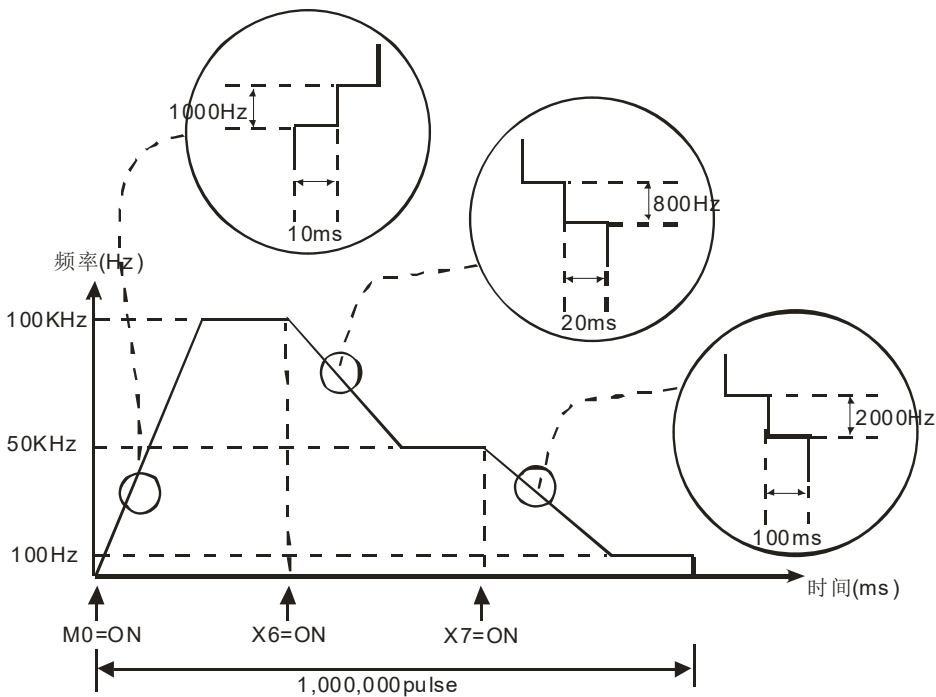 1000Hz
10ms
800Hz
20ms
2000Hz
100ms
频率(Hz)
100KHz
50KHz
100Hz
时间(ms)
M0=ON
X6=ON
X7=ON
1,000,000pulse